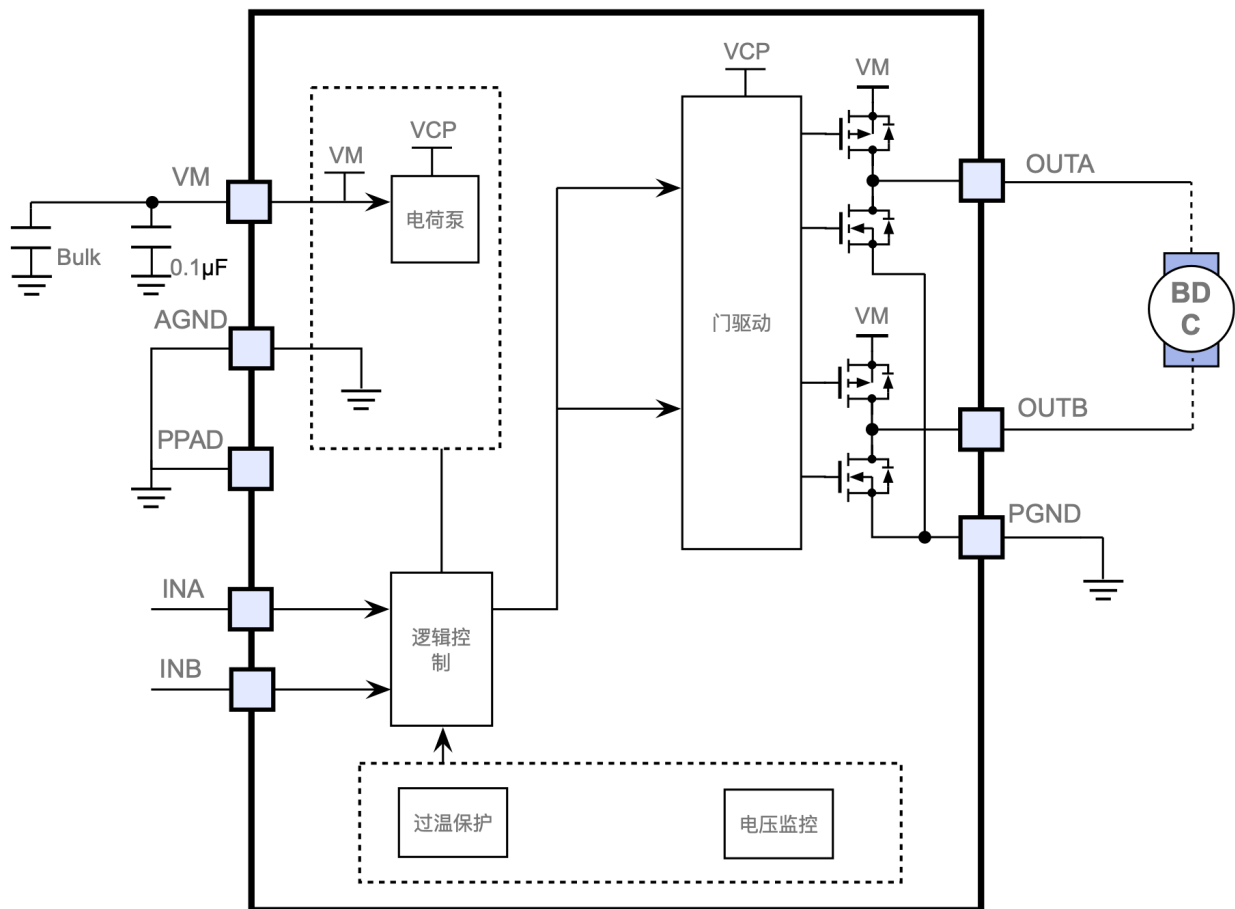 VCP
VM
VCP
VM
VM
OUTA
电荷泵
Bulk
0.1μF
BD
C
AGND
门驱动
VM
OUTB
PPAD
PGND
INA
逻辑控
制
INB
过温保护
电压监控